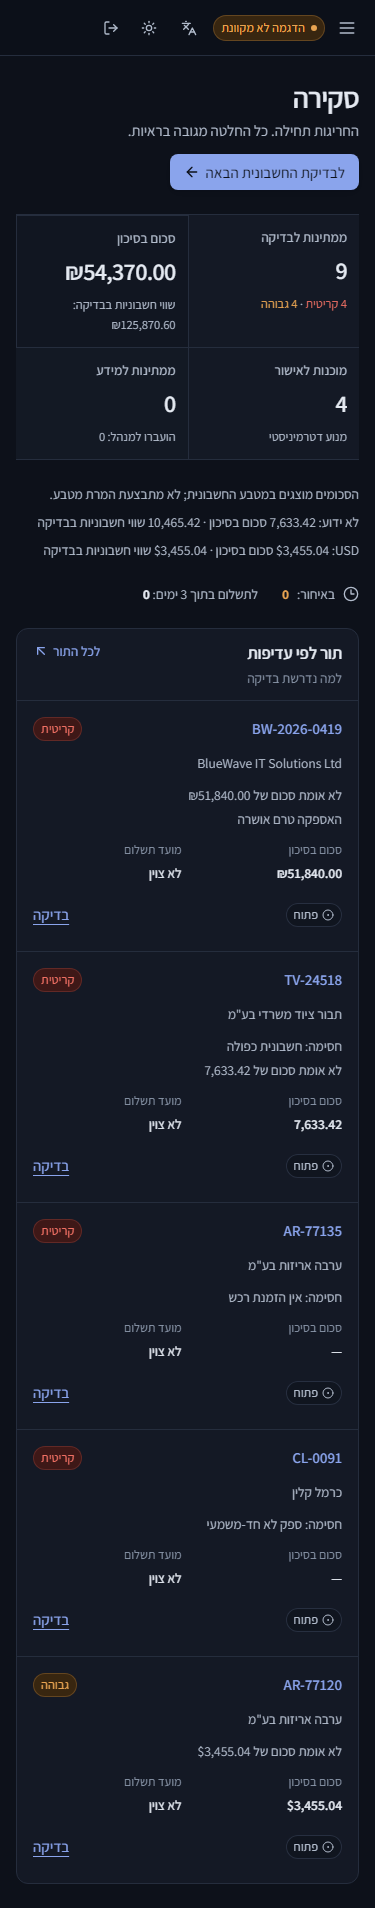 הדגמה לא מקוונת
סקירה
החריגות תחילה. כל החלטה מגובה בראיות.
לבדיקת החשבונית הבאה
ממתינות לבדיקה
9
4 קריטית · 4 גבוהה
סכום בסיכון
₪54,370.00
שווי חשבוניות בבדיקה:
₪125,870.60
מוכנות לאישור
4
מנוע דטרמיניסטי
ממתינות למידע
0
הועברו למנהל: 0
הסכומים מוצגים במטבע החשבונית; לא מתבצעת המרת מטבע.
לא ידוע: 7,633.42 סכום בסיכון · 10,465.42 שווי חשבוניות בבדיקה
USD: $3,455.04 סכום בסיכון · $3,455.04 שווי חשבוניות בבדיקה
באיחור: 0 לתשלום בתוך 3 ימים: 0
תור לפי עדיפות
לכל התור
למה נדרשת בדיקה
BW-2026-0419
קריטית
BlueWave IT Solutions Ltd
לא אומת סכום של ₪51,840.00
האספקה טרם אושרה
סכום בסיכון
מועד תשלום
₪51,840.00
לא צוין
פתוח
בדיקה
TV-24518
קריטית
תבור ציוד משרדי בע"מ
חסימה: חשבונית כפולה
לא אומת סכום של 7,633.42
סכום בסיכון
מועד תשלום
7,633.42
לא צוין
פתוח
בדיקה
AR-77135
קריטית
ערבה אריזות בע"מ
חסימה: אין הזמנת רכש
סכום בסיכון
מועד תשלום
—
לא צוין
פתוח
בדיקה
CL-0091
קריטית
כרמל קלין
חסימה: ספק לא חד-משמעי
סכום בסיכון
מועד תשלום
—
לא צוין
פתוח
בדיקה
AR-77120
גבוהה
ערבה אריזות בע"מ
לא אומת סכום של $3,455.04
סכום בסיכון
מועד תשלום
$3,455.04
לא צוין
פתוח
בדיקה